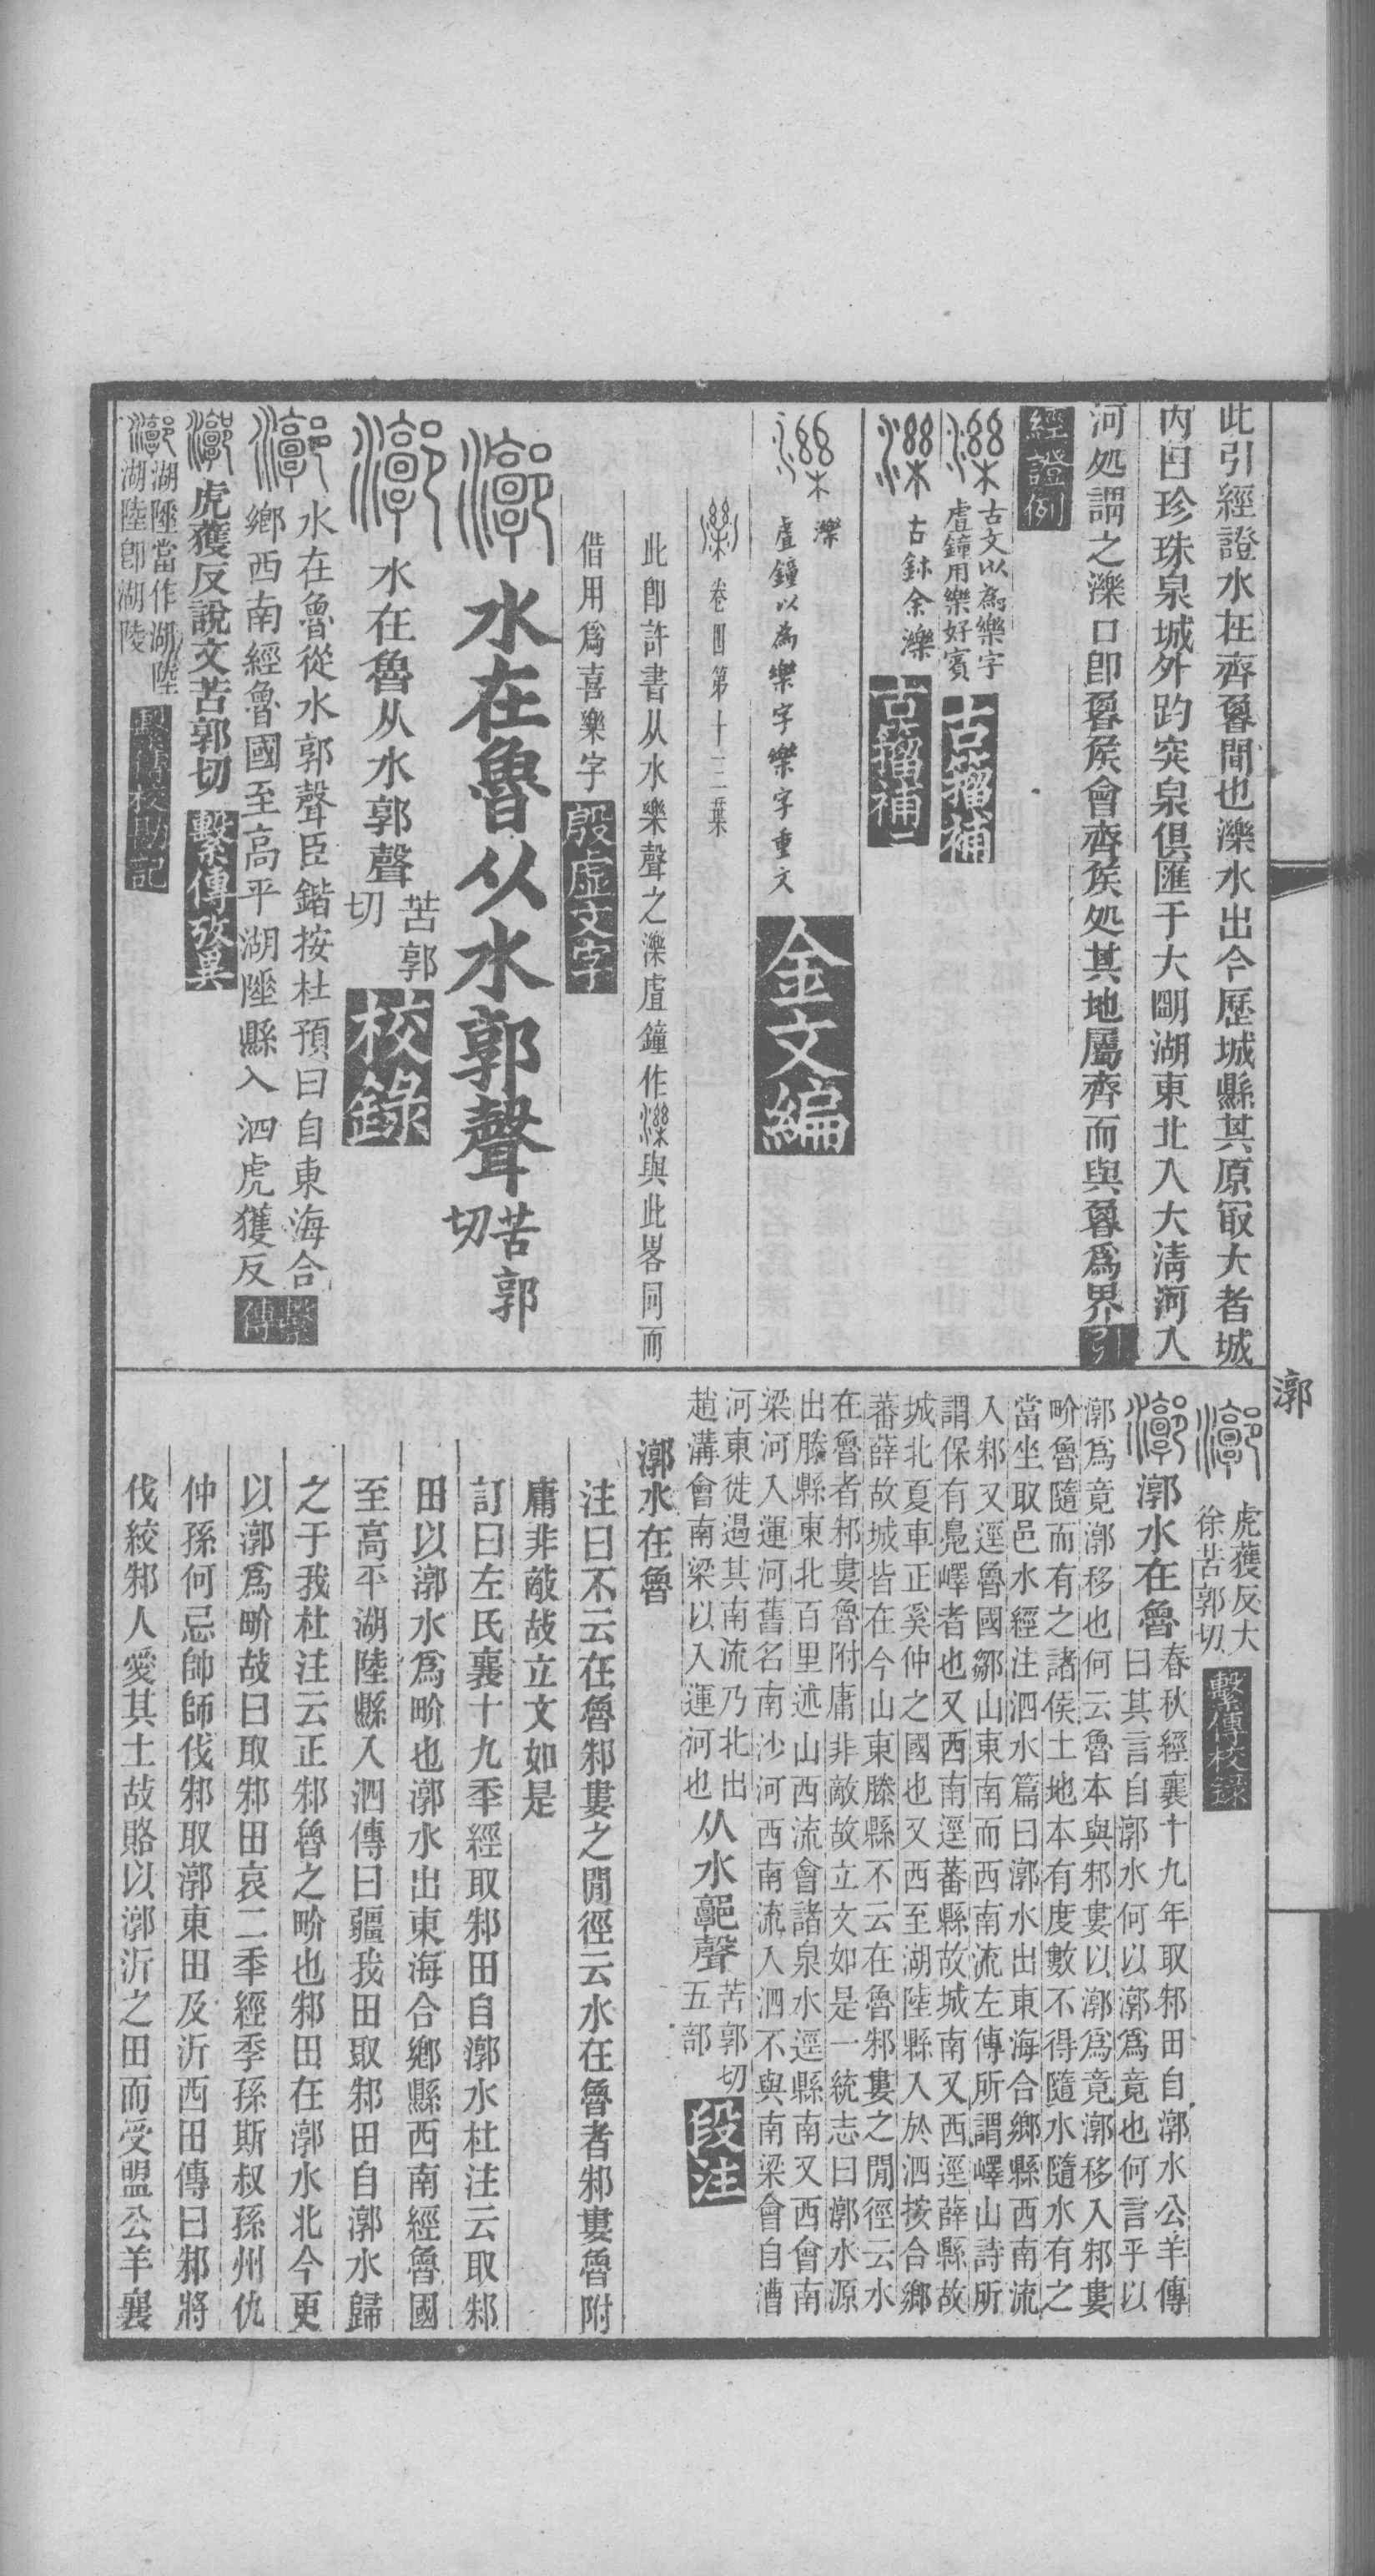 此引經證水在齊魯間也濼水出今歷城縣其原冣大者城
內曰珍珠泉城外趵突泉俱匯于大明湖東北入大淸河入
河処謂之濼口卽魯矦會齊矦処其地屬齊而與魯爲界引
經證例
古文以為樂字
虘鐘用樂好賓
古籀補
古鉥余濼
古籀補二
濼
虘鐘以為樂字樂字重文
金文編
卷四第十三葉
此卽許書从水樂聲之濼虘鐘作濼與此畧同而
借用爲喜樂字
殷虛文字
水在魯从水郭聲
苦郭
切
水在魯从水郭聲
苦郭
切
校錄
水在魯從水郭聲臣鍇按杜預曰自東海合
鄉西南經魯國至高平湖陸縣入泗虎獲反
繫傳
虎獲反說文苦郭切
繫傳攷異
湖陸當作湖陸
湖陸卽湖陵
繫傳校勘記
漷
虎蒦反大
徐苦郭切
繫傳校錄
漷水在魯
春秋經襄十九年取邾田自漷水公羊傳
曰其言自漷水何以漷爲竟也何言乎以
漷爲竟漷移也何云魯本與邾婁以漷爲竟漷移入邾婁
畍魯隨而有之諸侯土地本有度數不得隨水隨水有之
當坐取邑水經注泗水篇曰漷水出東海合鄉縣西南流
入邾又逕魯國鄒山東南而西南流左傳所謂嶧山詩所
謂保有鳧嶧者也又西南逕蕃縣故城南又西逕薛縣故
城北夏車正奚仲之國也又西至湖陸縣入於泗按合鄉
蕃薛故城皆在今山東滕縣不云在魯邾婁之閒徑云水
在魯者邾婁魯附庸非敵故立文如是一統志曰漷水源
出滕縣東北百里述山西流會諸泉水逕縣南又西會南
梁河入運河舊名南沙河西南流入泗不與南梁會自漕
河東徙遏其南流乃北出
趙溝會南梁以入運河也
从水𩫏聲
苦郭切
五部
段注
漷水在魯
注曰不云在魯邾婁之閒徑云水在魯者邾婁魯附
庸非敵故立文如是
訂曰左氏襄十九秊經取邾田自漷水杜注云取邾
田以漷水爲畍也漷水出東海合鄉縣西南經魯國
至高平湖陸縣入泗傳曰疆我田取邾田自漷水歸
之于我杜注云正邾魯之畍也邾田在漷水北今更
以漷爲畍故曰取邾田哀二秊經季孫斯叔孫州仇
仲孫何忌帥師伐邾取漷東田及沂西田傳曰邾將
伐絞邾人愛其土故賂以漷沂之田而受盟公羊襄